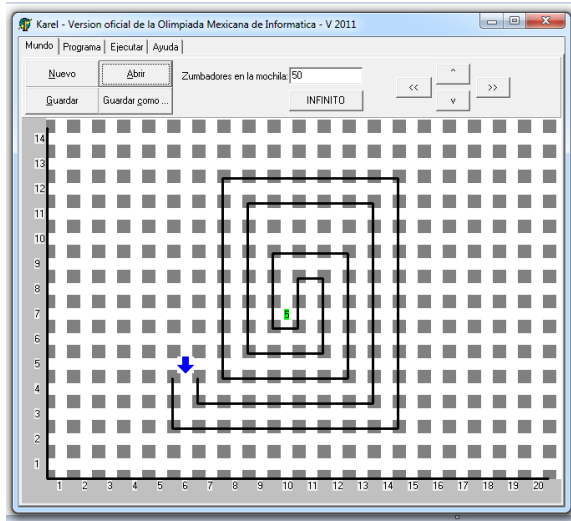 Karel - Version oficial de la Olimpiada Mexicana de Informatica - V 2011
Mundo Programa Ejecutar Ayuda
Nuevo Abrir Zumbadores en la mochila: 50 << ^ >>
Guardar Guardar como ... INFINITO v
14
13
12
11
10
9
8
7 5
6
5
4
3
2
1
1 2 3 4 5 6 7 8 9 10 11 12 13 14 15 16 17 18 19 20